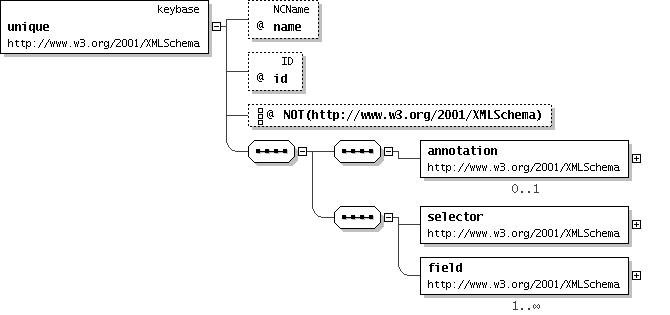 keybase
unique
http://www.w3.org/2001/XMLSchema
NCName
@ name
ID
@ id
@ NOT(http://www.w3.org/2001/XMLSchema)
annotation
http://www.w3.org/2001/XMLSchema
0..1
selector
http://www.w3.org/2001/XMLSchema
field
http://www.w3.org/2001/XMLSchema
1..∞